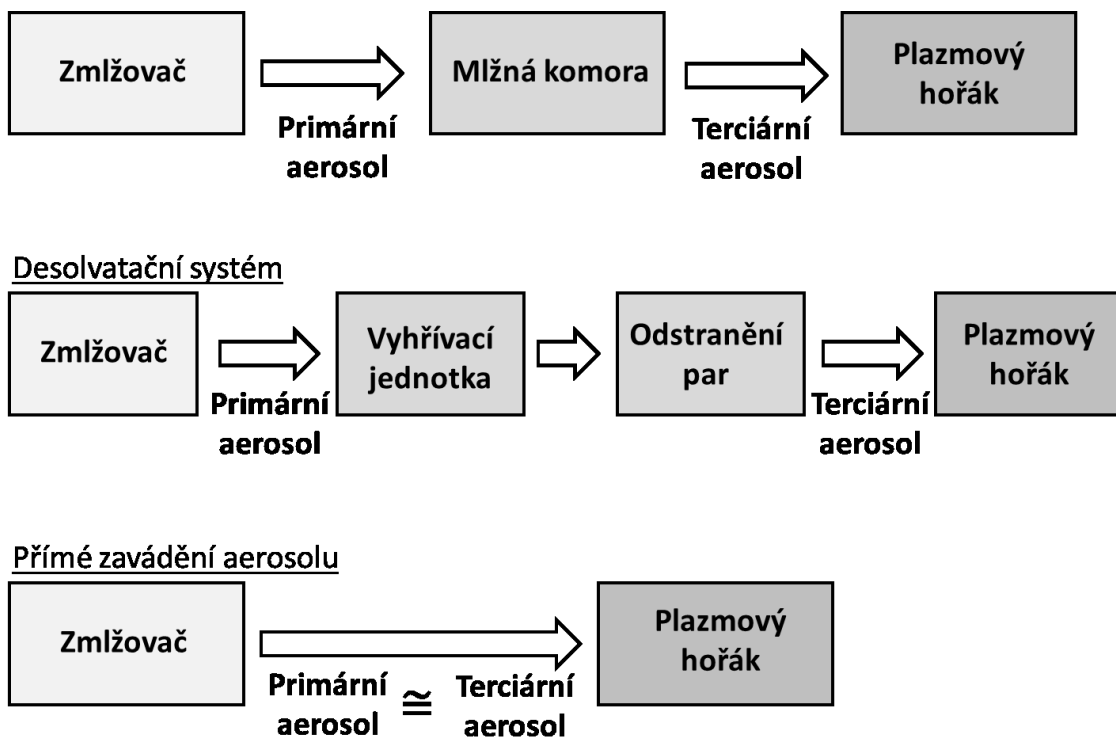 Zmlžovač
Mlžná komora
Plazmový
hořák
Primární
aerosol
Terciární
aerosol
Desolvatační systém
Zmlžovač
Vyhřívací
jednotka
Odstranění
par
Plazmový
hořák
Primární
aerosol
Terciární
aerosol
Přímé zavádění aerosolu
Zmlžovač
Plazmový
hořák
Primární
aerosol
≅
Terciární
aerosol